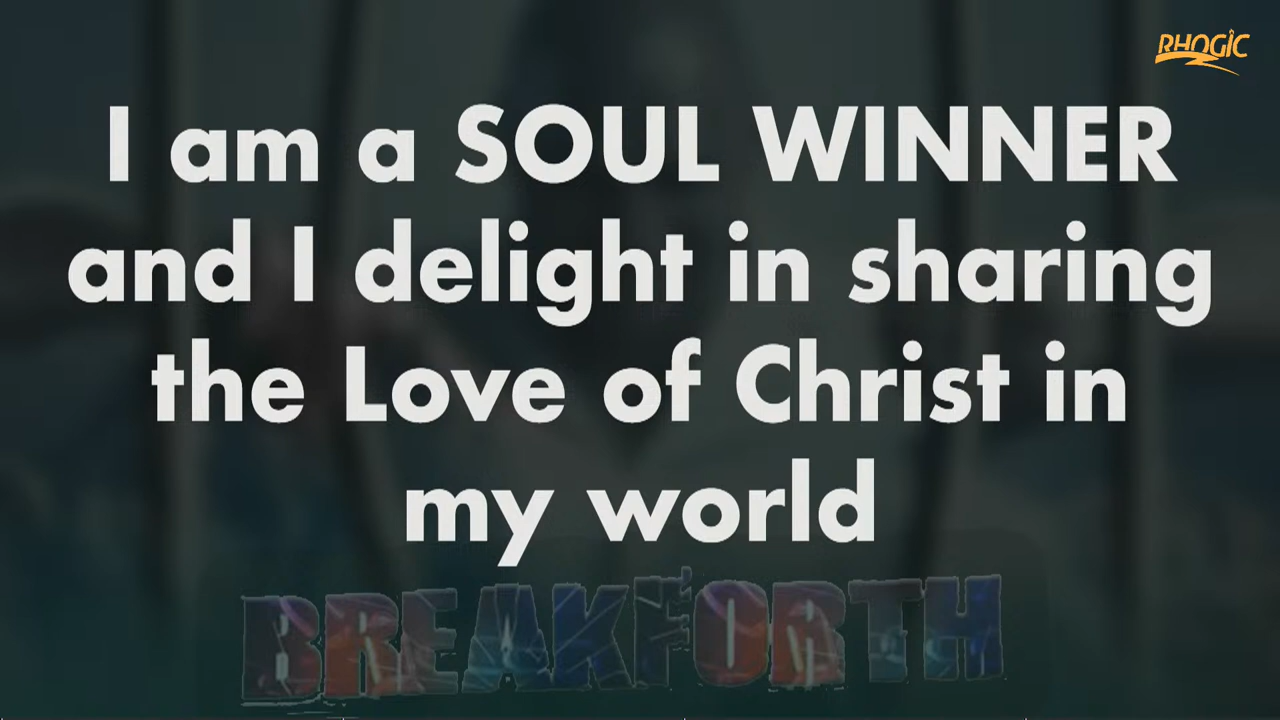 RHOGIC
I am a SOUL WINNER
and I delight in sharing
the Love of Christ in
my world
BREAKFORTH